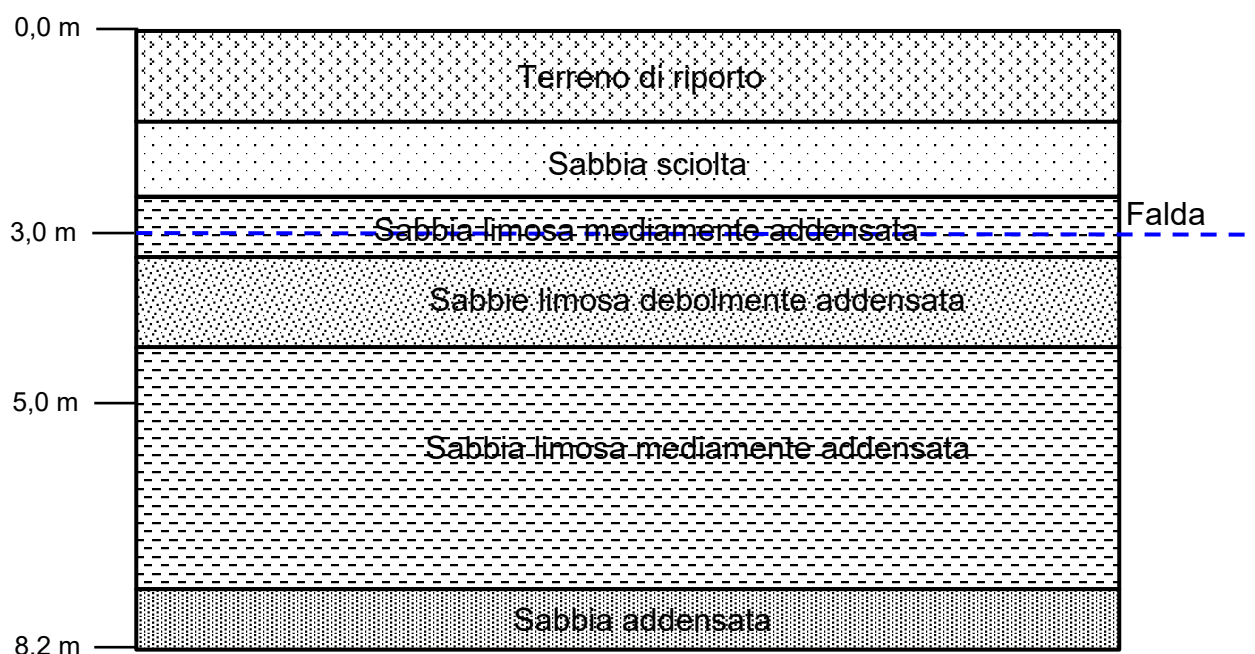 0,0 m
Terreno di riporto
Sabbia sciolta
Falda
3,0 m
Sabbia limosa mediamente addensata
Sabbie limosa debolmente addensata
5,0 m
Sabbia limosa mediamente addensata
Sabbia addensata
8,2 m